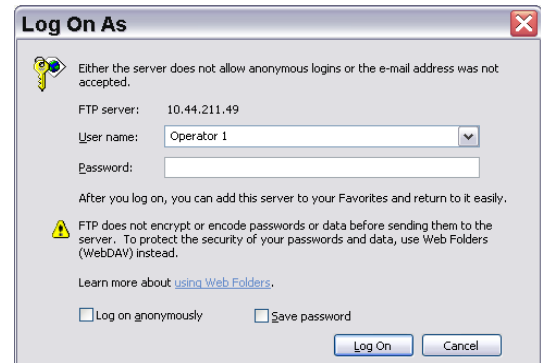 Log On As
Either the server does not allow anonymous logins or the e-mail address was not
accepted.
FTP server: 10.44.211.49
User name: Operator 1
Password:
After you log on, you can add this server to your Favorites and return to it easily.
FTP does not encrypt or encode passwords or data before sending them to the
server. To protect the security of your passwords and data, use Web Folders
(WebDAV) instead.
Learn more about using Web Folders.
Log on anonymously Save password
Log On Cancel